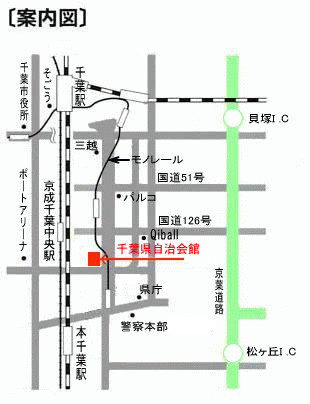 〔案内図〕
千葉市役所
そごう
千葉駅
貝塚I.C
三越
モノレール
国道51号
パルコ
国道126号
Qiball
千葉県自治会館
ポートアリーナ
京成千葉中央駅
京葉道路
県庁
警察本部
本千葉駅
松ヶ丘I.C